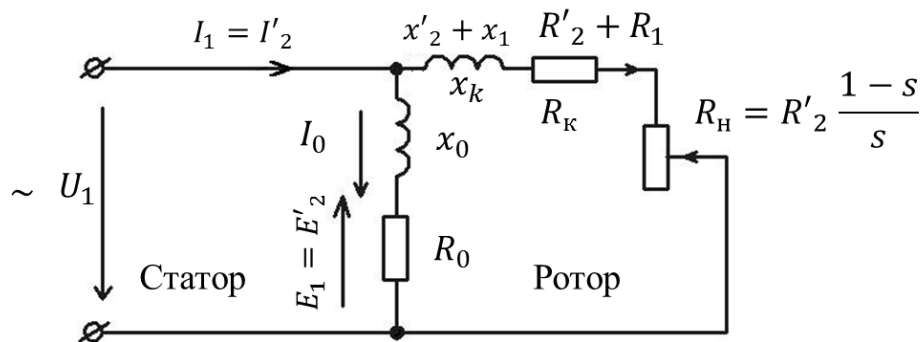 I₁ = I'₂
x'₂ + x₁
R'₂ + R₁
xₖ
Rк
Rн = R'₂ (1 − s)/s
I₀
x₀
~ U₁
E₁ = E'₂
R₀
Статор
Ротор